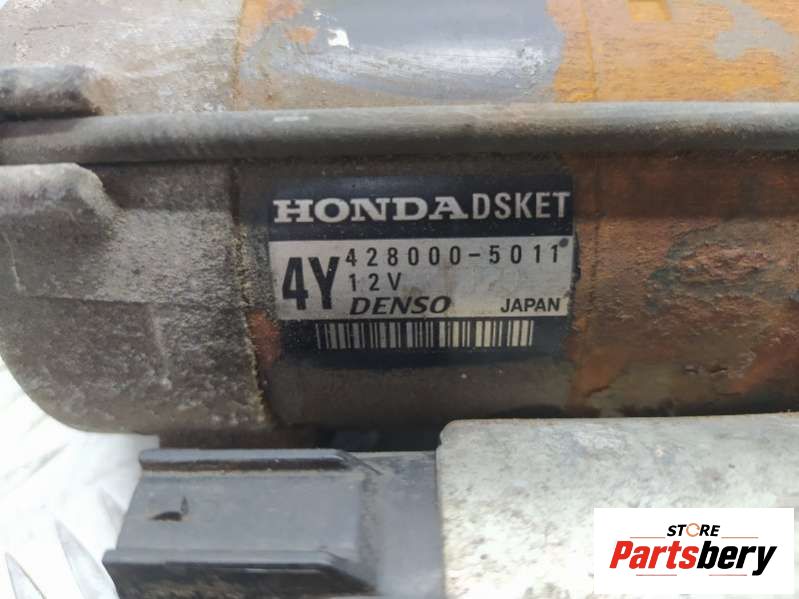 HONDA DSKET
428000-5011
4Y 12V
DENSO JAPAN
STORE
Partsbery